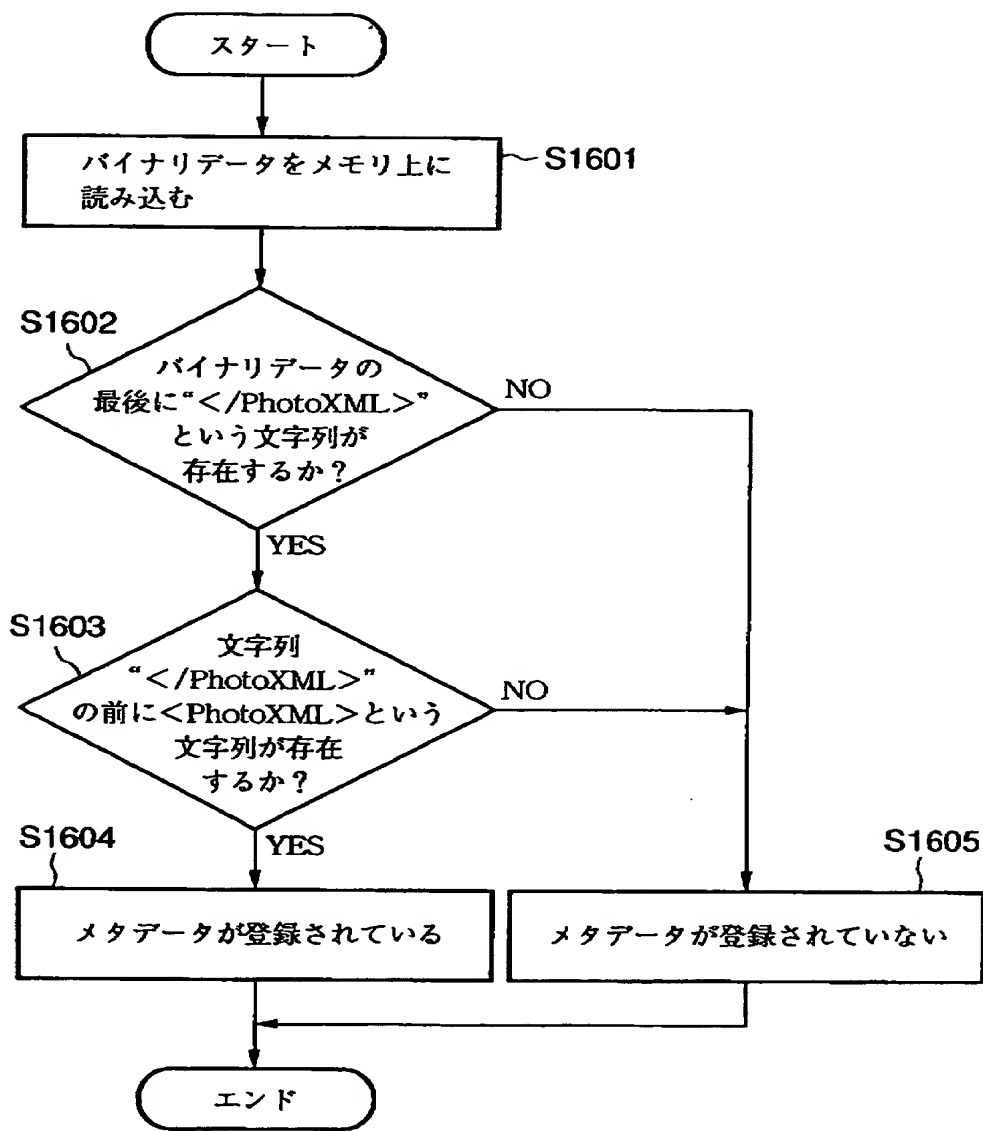 スタート
バイナリデータをメモリ上に
読み込む
S1601
S1602
バイナリデータの
最後に“</PhotoXML>”
という文字列が
存在するか?
NO
YES
S1603
文字列
“</PhotoXML>”
の前に<PhotoXML>という
文字列が存在
するか?
NO
YES
S1604
メタデータが登録されている
S1605
メタデータが登録されていない
エンド